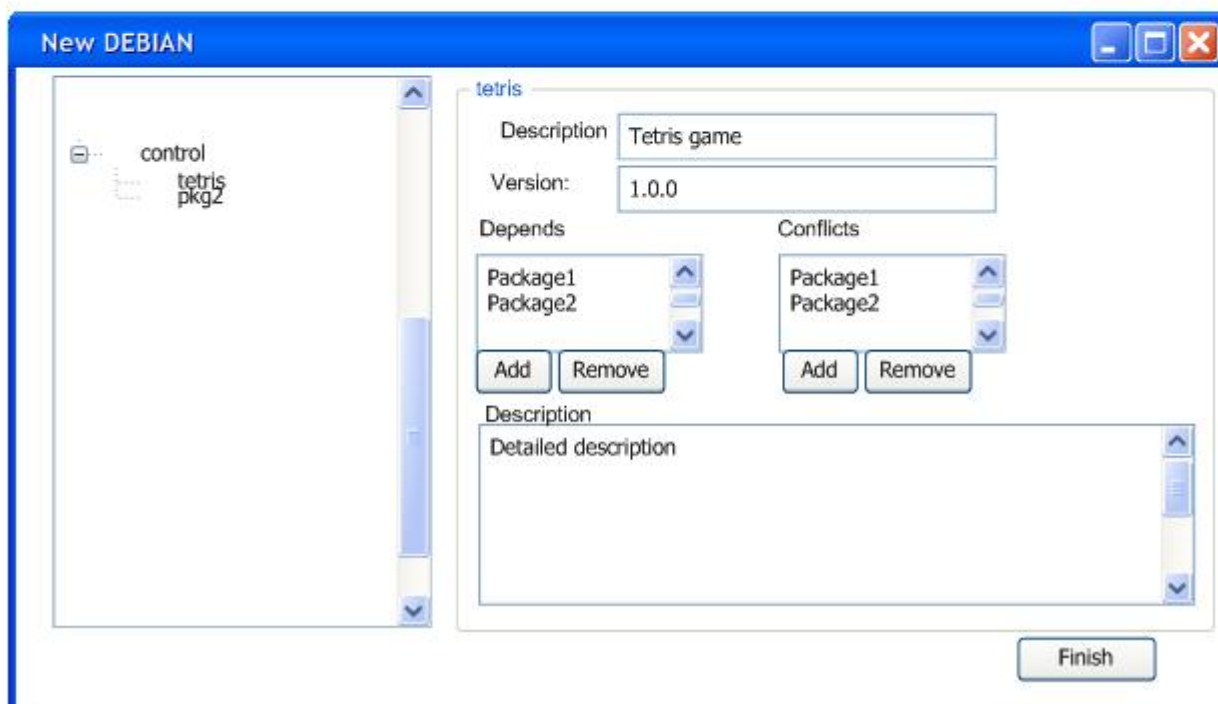 New DEBIAN
control
tetris
pkg2
tetris
Description
Tetris game
Version:
1.0.0
Depends
Conflicts
Package1
Package2
Package1
Package2
Add
Remove
Add
Remove
Description
Detailed description
Finish